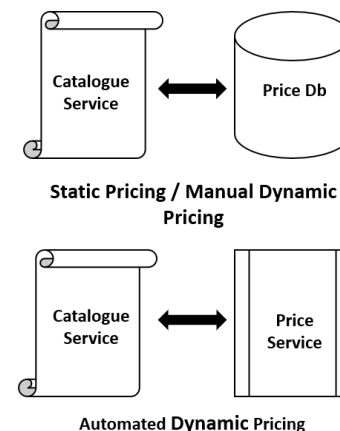 Catalogue
Service
Price Db
Static Pricing / Manual Dynamic
Pricing
Catalogue
Service
Price
Service
Automated Dynamic Pricing